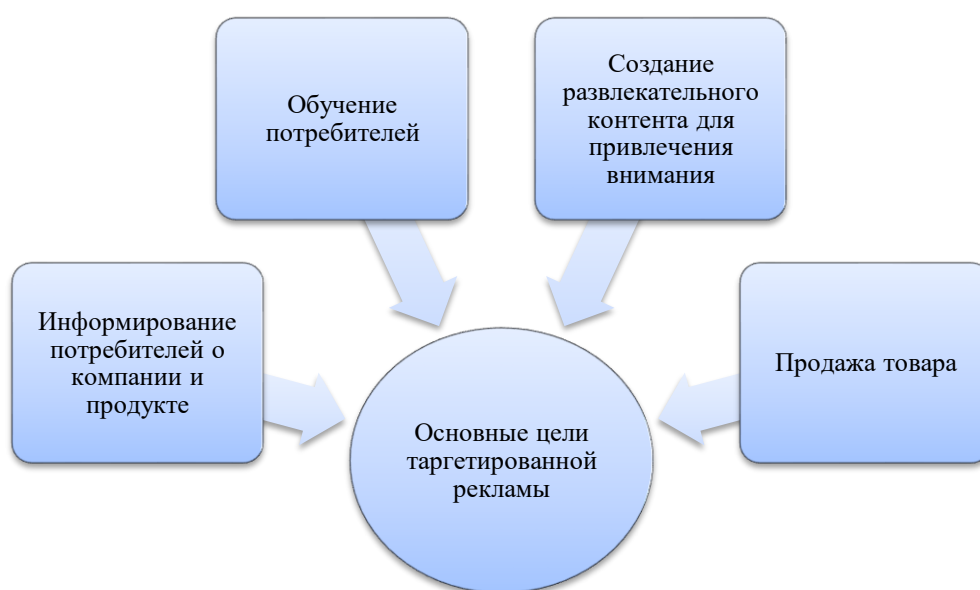 Обучение
потребителей
Создание
развлекательного
контента для
привлечения
внимания
Информирование
потребителей о
компании и
продукте
Продажа товара
Основные цели
таргетированной
рекламы